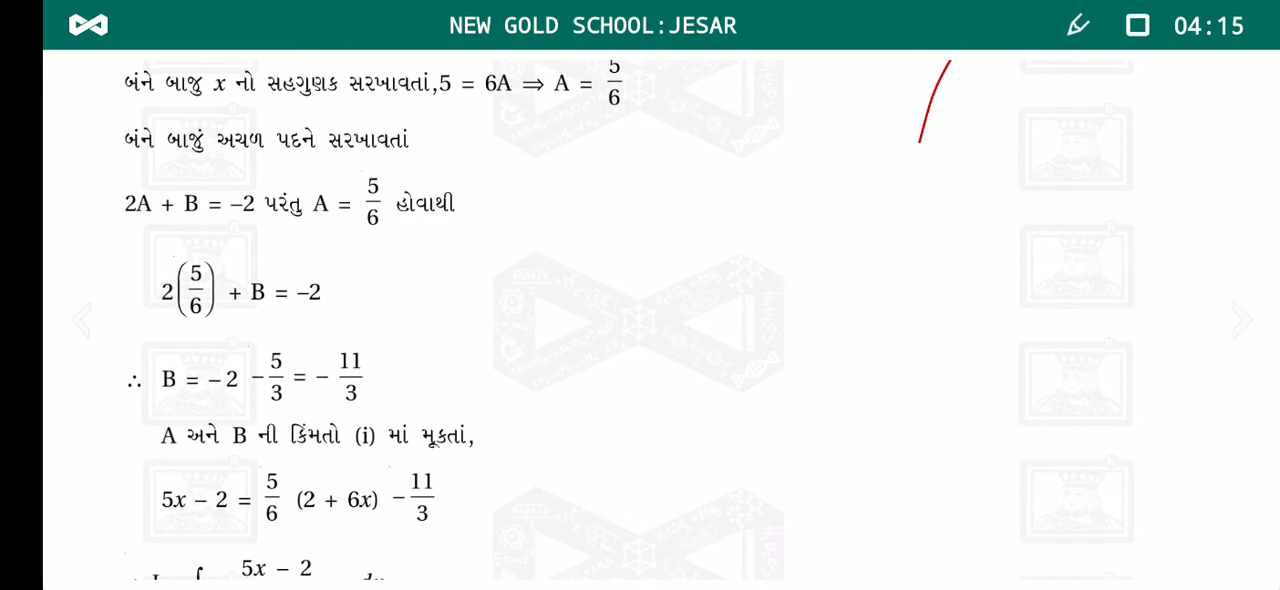 NEW GOLD SCHOOL:JESAR 04:15
બંને બાજુ x નો સહગુણક સરખાવતાં,5 = 6A ⇒ A = 5/6
બંને બાજું અચળ પદને સરખાવતાં
2A + B = –2 પરંતુ A = 5/6 હોવાથી
2(5/6) + B = –2
∴ B = – 2 – 5/3 = – 11/3
A અને B ની કિંમતો (i) માં મૂકતાં,
5x – 2 = 5/6 (2 + 6x) – 11/3
5x – 2